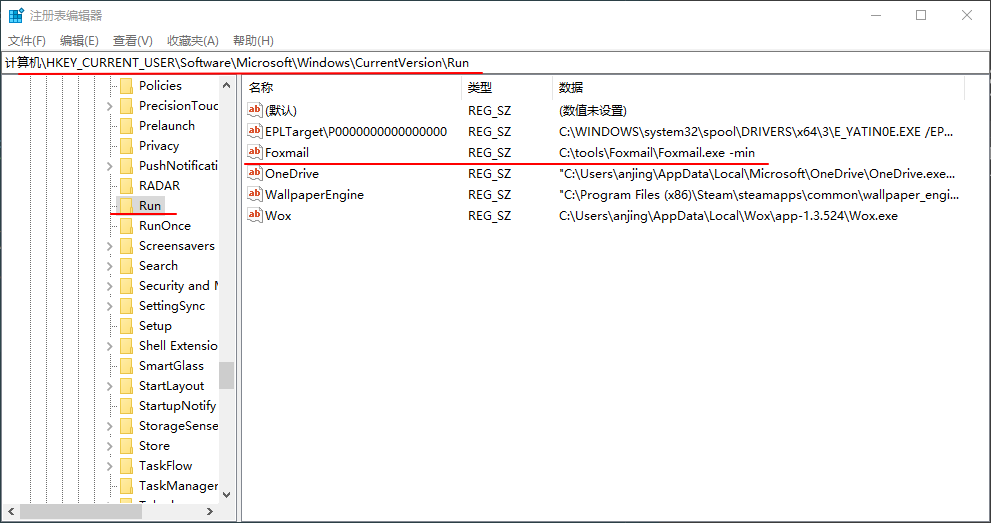 注册表编辑器
文件(F) 编辑(E) 查看(V) 收藏夹(A) 帮助(H)
计算机\HKEY_CURRENT_USER\Software\Microsoft\Windows\CurrentVersion\Run
Policies
PrecisionTouc
Prelaunch
Privacy
PushNotificati
RADAR
Run
RunOnce
Screensavers
Search
Security and M
SettingSync
Setup
Shell Extensio
SmartGlass
StartLayout
StartupNotify
StorageSense
Store
TaskFlow
TaskManager
名称 类型 数据
ab (默认) REG_SZ (数值未设置)
ab EPLTarget\P0000000000000000 REG_SZ C:\WINDOWS\system32\spool\DRIVERS\x64\3\E_YATIN0E.EXE /EP...
ab Foxmail REG_SZ C:\tools\Foxmail\Foxmail.exe -min
ab OneDrive REG_SZ "C:\Users\anjing\AppData\Local\Microsoft\OneDrive\OneDrive.exe...
ab WallpaperEngine REG_SZ "C:\Program Files (x86)\Steam\steamapps\common\wallpaper_engi...
ab Wox REG_SZ C:\Users\anjing\AppData\Local\Wox\app-1.3.524\Wox.exe